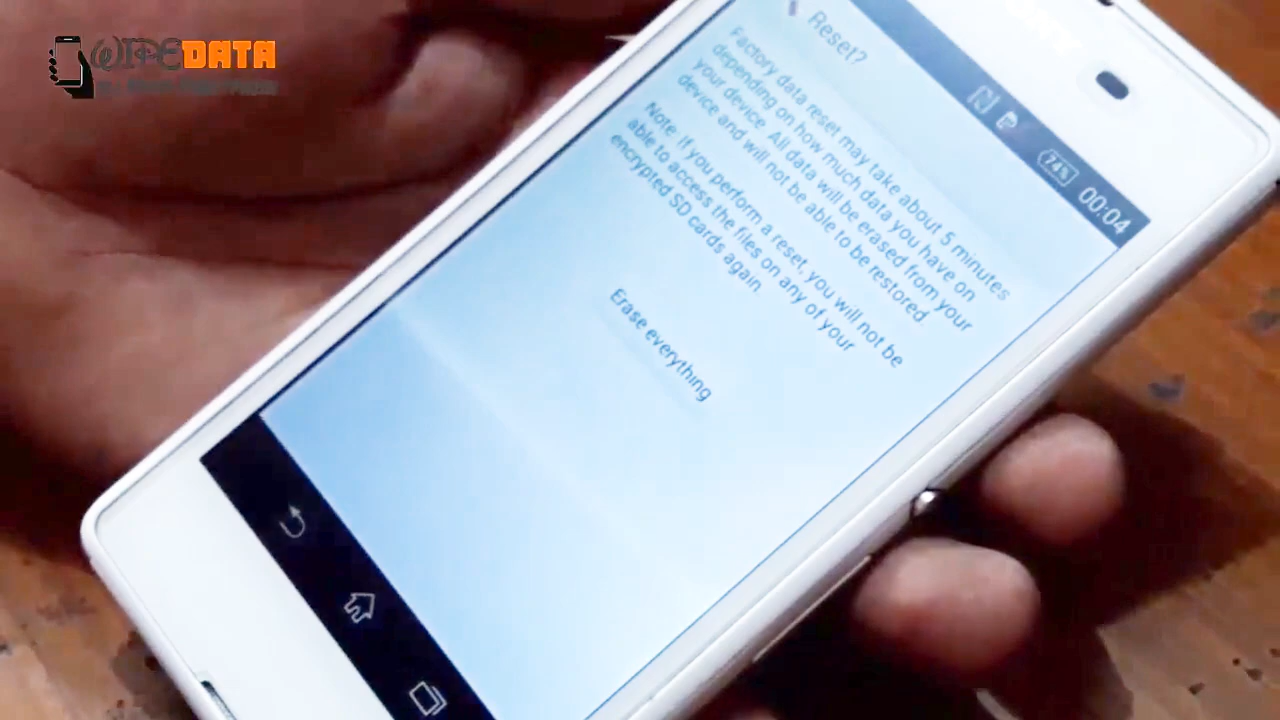 WIPEDATA
74% 00:04
Reset?
Factory data reset may take about 5 minutes
depending on how much data you have on
your device. All data will be erased from your
device and will not be able to be restored.
Note: If you perform a reset, you will not be
able to access the files on any of your
encrypted SD cards again.
Erase everything